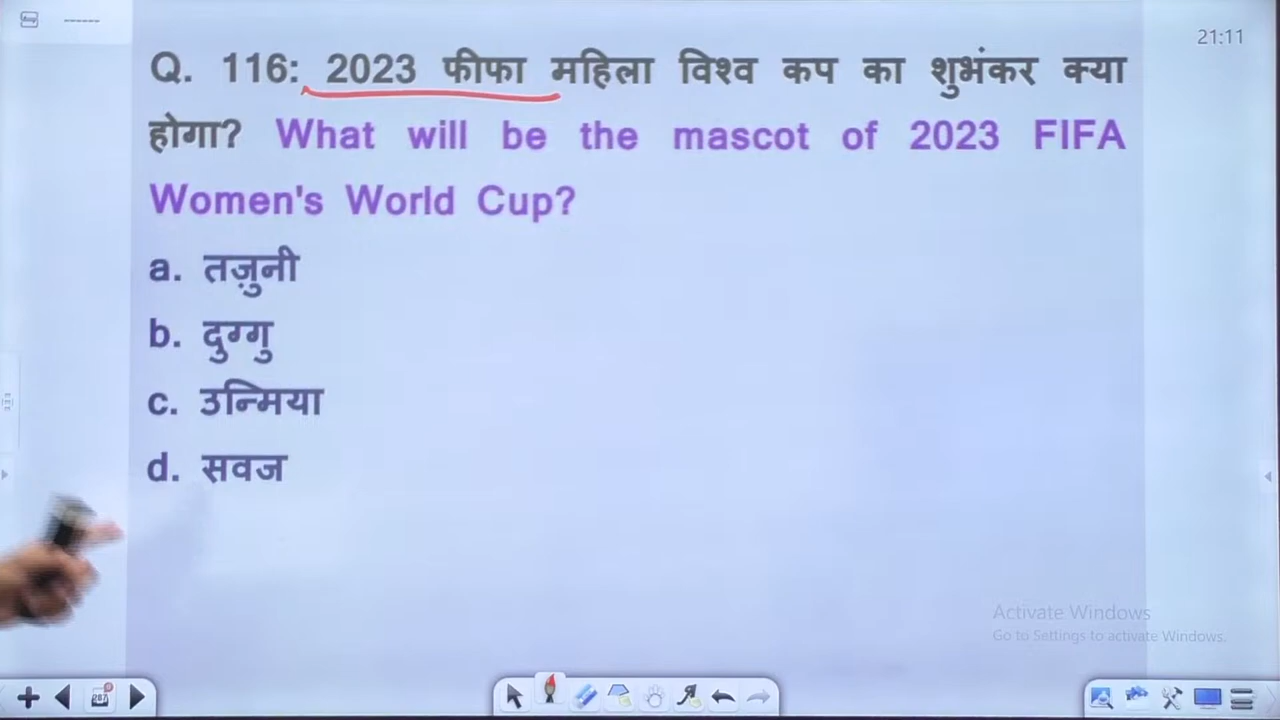 21:11
Q. 116: 2023 फीफा महिला विश्व कप का शुभंकर क्या
होगा? What will be the mascot of 2023 FIFA
Women's World Cup?
a. तज़ुनी
b. दुग्गु
c. उन्मिया
d. सवज
Activate Windows
Go to Settings to activate Windows.
287